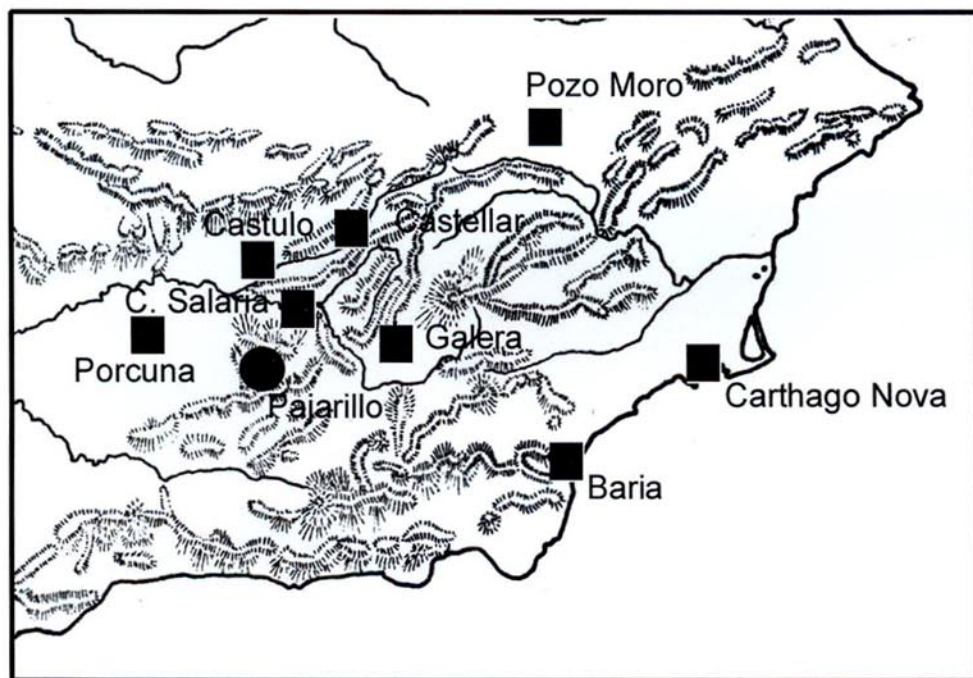 Pozo Moro
Castulo
Castellar
C. Salaria
Galera
Porcuna
Pajarillo
Carthago Nova
Baria